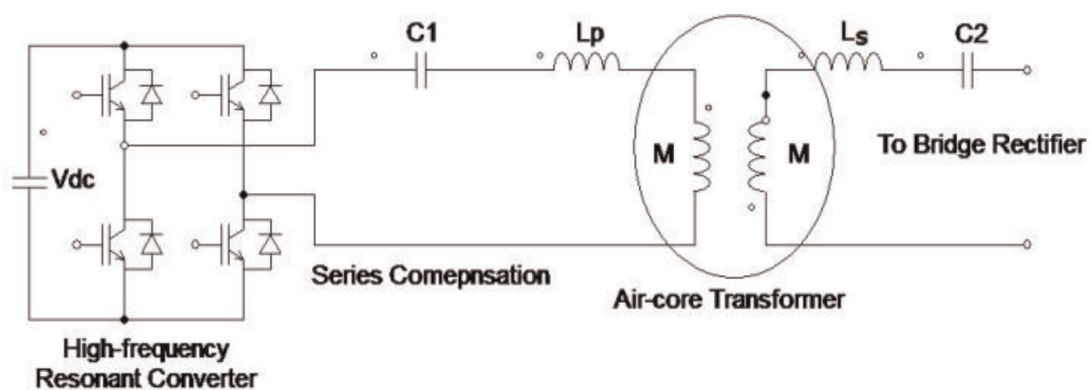 C1
Lp
Ls
C2
Vdc
M
M
To Bridge Rectifier
Series Comepnsation
Air-core Transformer
High-frequency
Resonant Converter